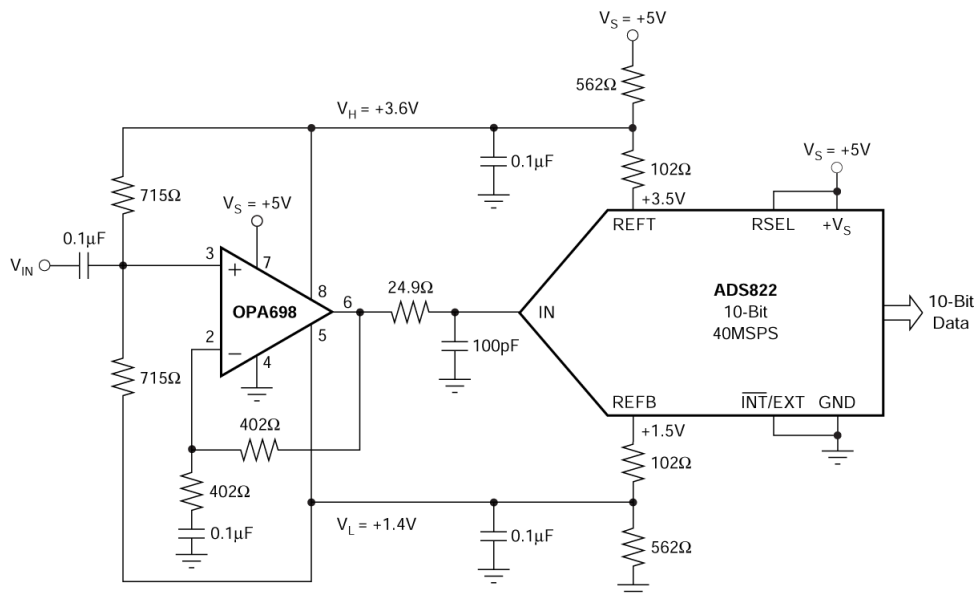 V_S = +5V
562Ω
V_H = +3.6V
0.1µF
102Ω
V_S = +5V
715Ω
+3.5V
V_S = +5V
REFT
RSEL
+V_S
0.1µF
V_IN
3
+
7
8
OPA698
6
24.9Ω
IN
ADS822
10-Bit
40MSPS
10-Bit
Data
5
2
−
4
100pF
715Ω
REFB
INT/EXT
GND
402Ω
+1.5V
102Ω
402Ω
V_L = +1.4V
0.1µF
0.1µF
562Ω